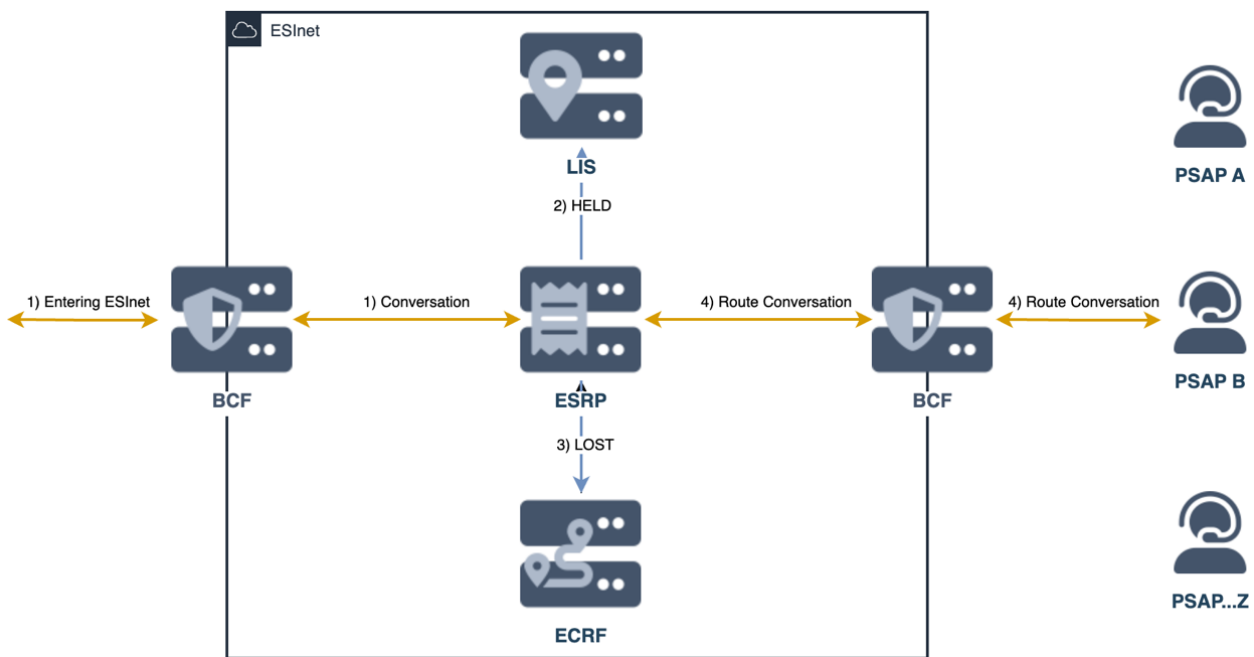 ESInet
LIS
PSAP A
2) HELD
1) Entering ESInet
1) Conversation
4) Route Conversation
4) Route Conversation
BCF
ESRP
BCF
PSAP B
3) LOST
ECRF
PSAP...Z